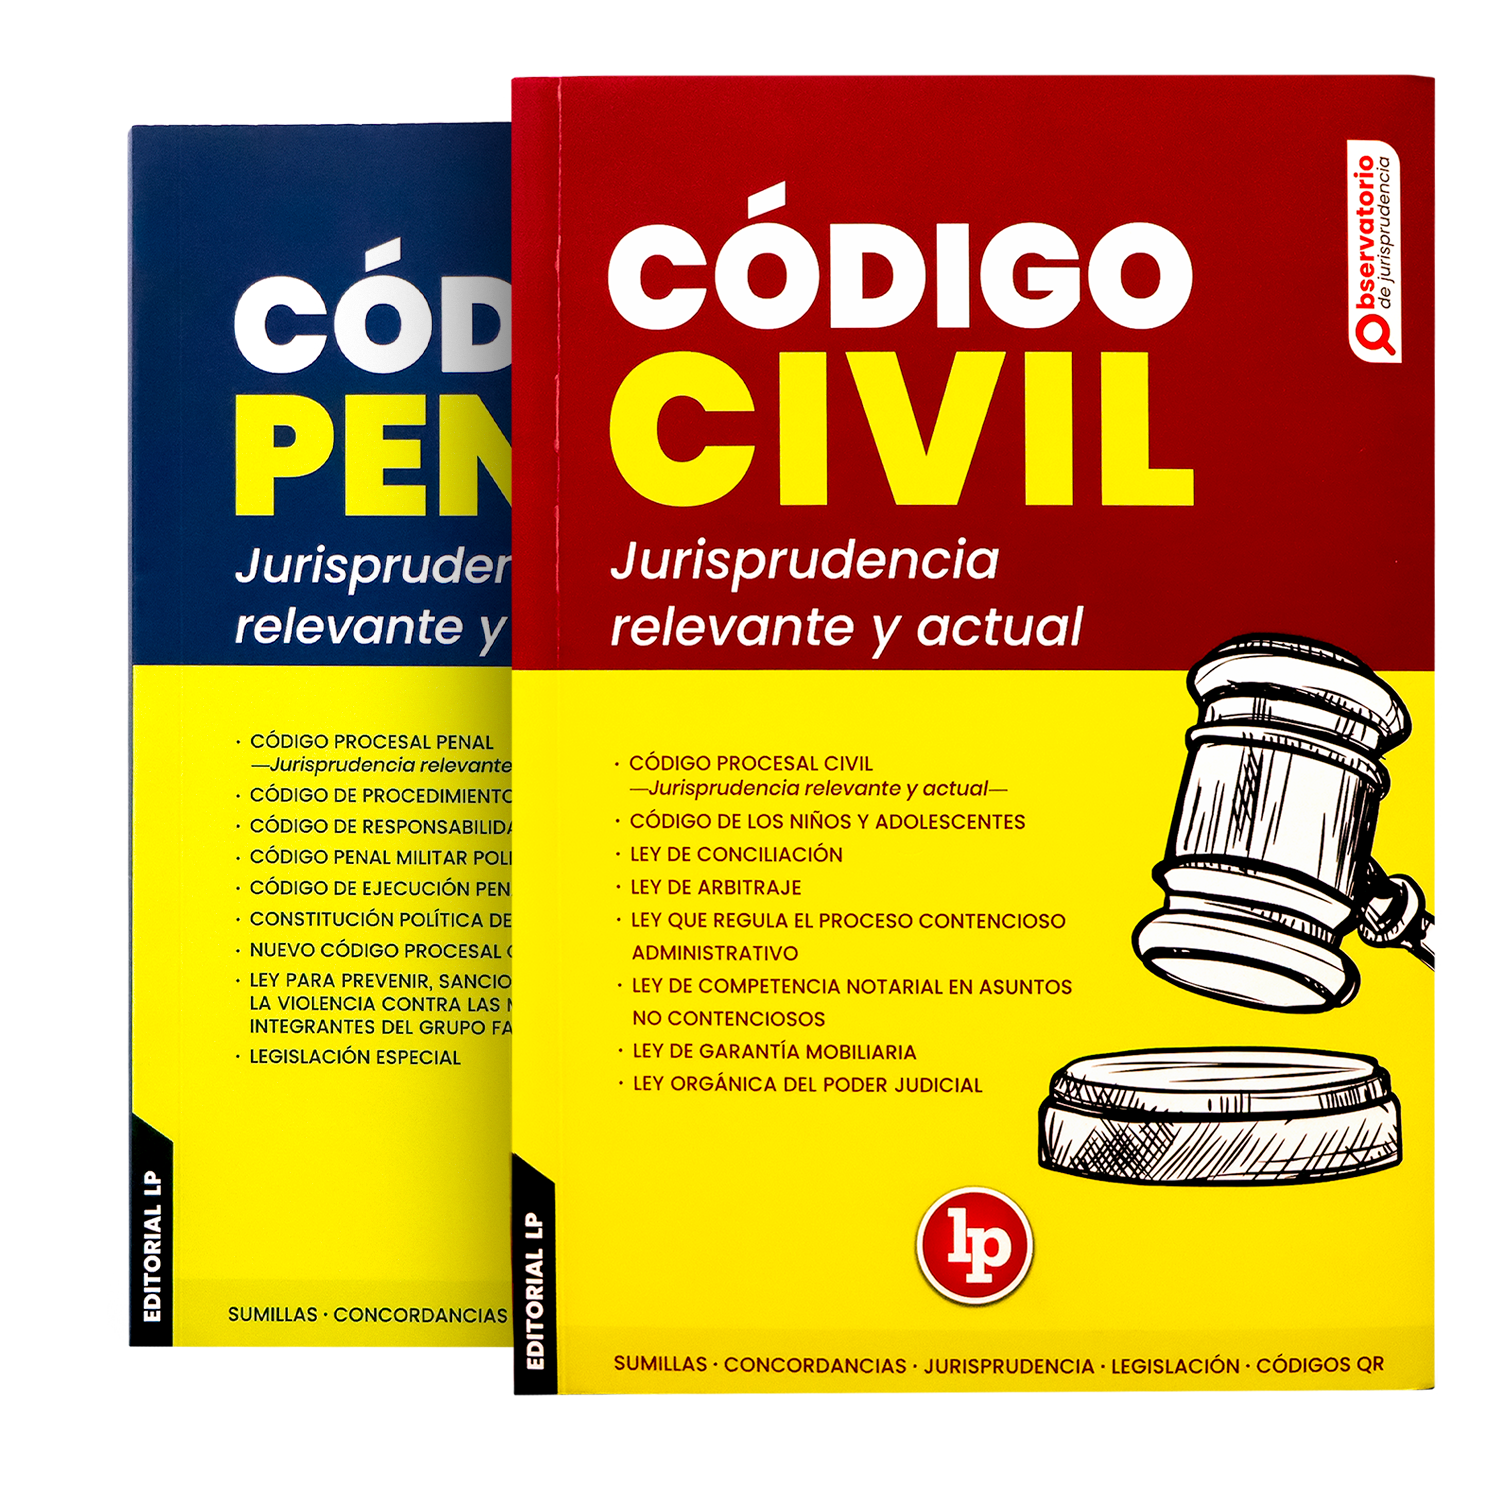 CÓDIGO
CIVIL
Jurisprudencia
relevante y actual
Observatorio
de jurisprudencia
· CÓDIGO PROCESAL CIVIL
—Jurisprudencia relevante y actual—
· CÓDIGO DE LOS NIÑOS Y ADOLESCENTES
· LEY DE CONCILIACIÓN
· LEY DE ARBITRAJE
· LEY QUE REGULA EL PROCESO CONTENCIOSO
ADMINISTRATIVO
· LEY DE COMPETENCIA NOTARIAL EN ASUNTOS
NO CONTENCIOSOS
· LEY DE GARANTÍA MOBILIARIA
· LEY ORGÁNICA DEL PODER JUDICIAL
lp
EDITORIAL LP
SUMILLAS · CONCORDANCIAS · JURISPRUDENCIA · LEGISLACIÓN · CÓDIGOS QR
CÓD
PEN
Jurispruden
relevante y
· CÓDIGO PROCESAL PENAL
—Jurisprudencia relevante
· CÓDIGO DE PROCEDIMIENTO
· CÓDIGO DE RESPONSABILIDA
· CÓDIGO PENAL MILITAR POLI
· CÓDIGO DE EJECUCIÓN PEN
· CONSTITUCIÓN POLÍTICA DE
· NUEVO CÓDIGO PROCESAL
· LEY PARA PREVENIR, SANCIO
LA VIOLENCIA CONTRA LAS
INTEGRANTES DEL GRUPO FA
· LEGISLACIÓN ESPECIAL
EDITORIAL LP
SUMILLAS · CONCORDANCIAS